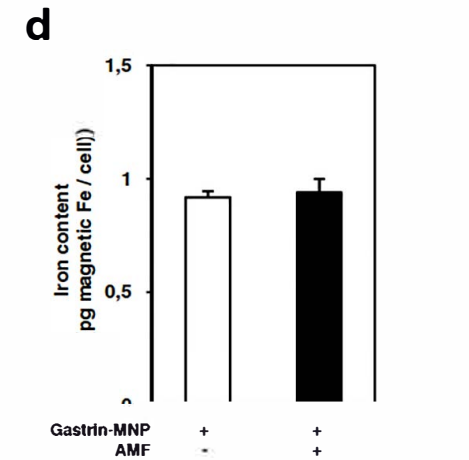 d
1,5
Iron content
pg magnetic Fe / cell))
1
0,5
0
Gastrin-MNP + +
AMF - +